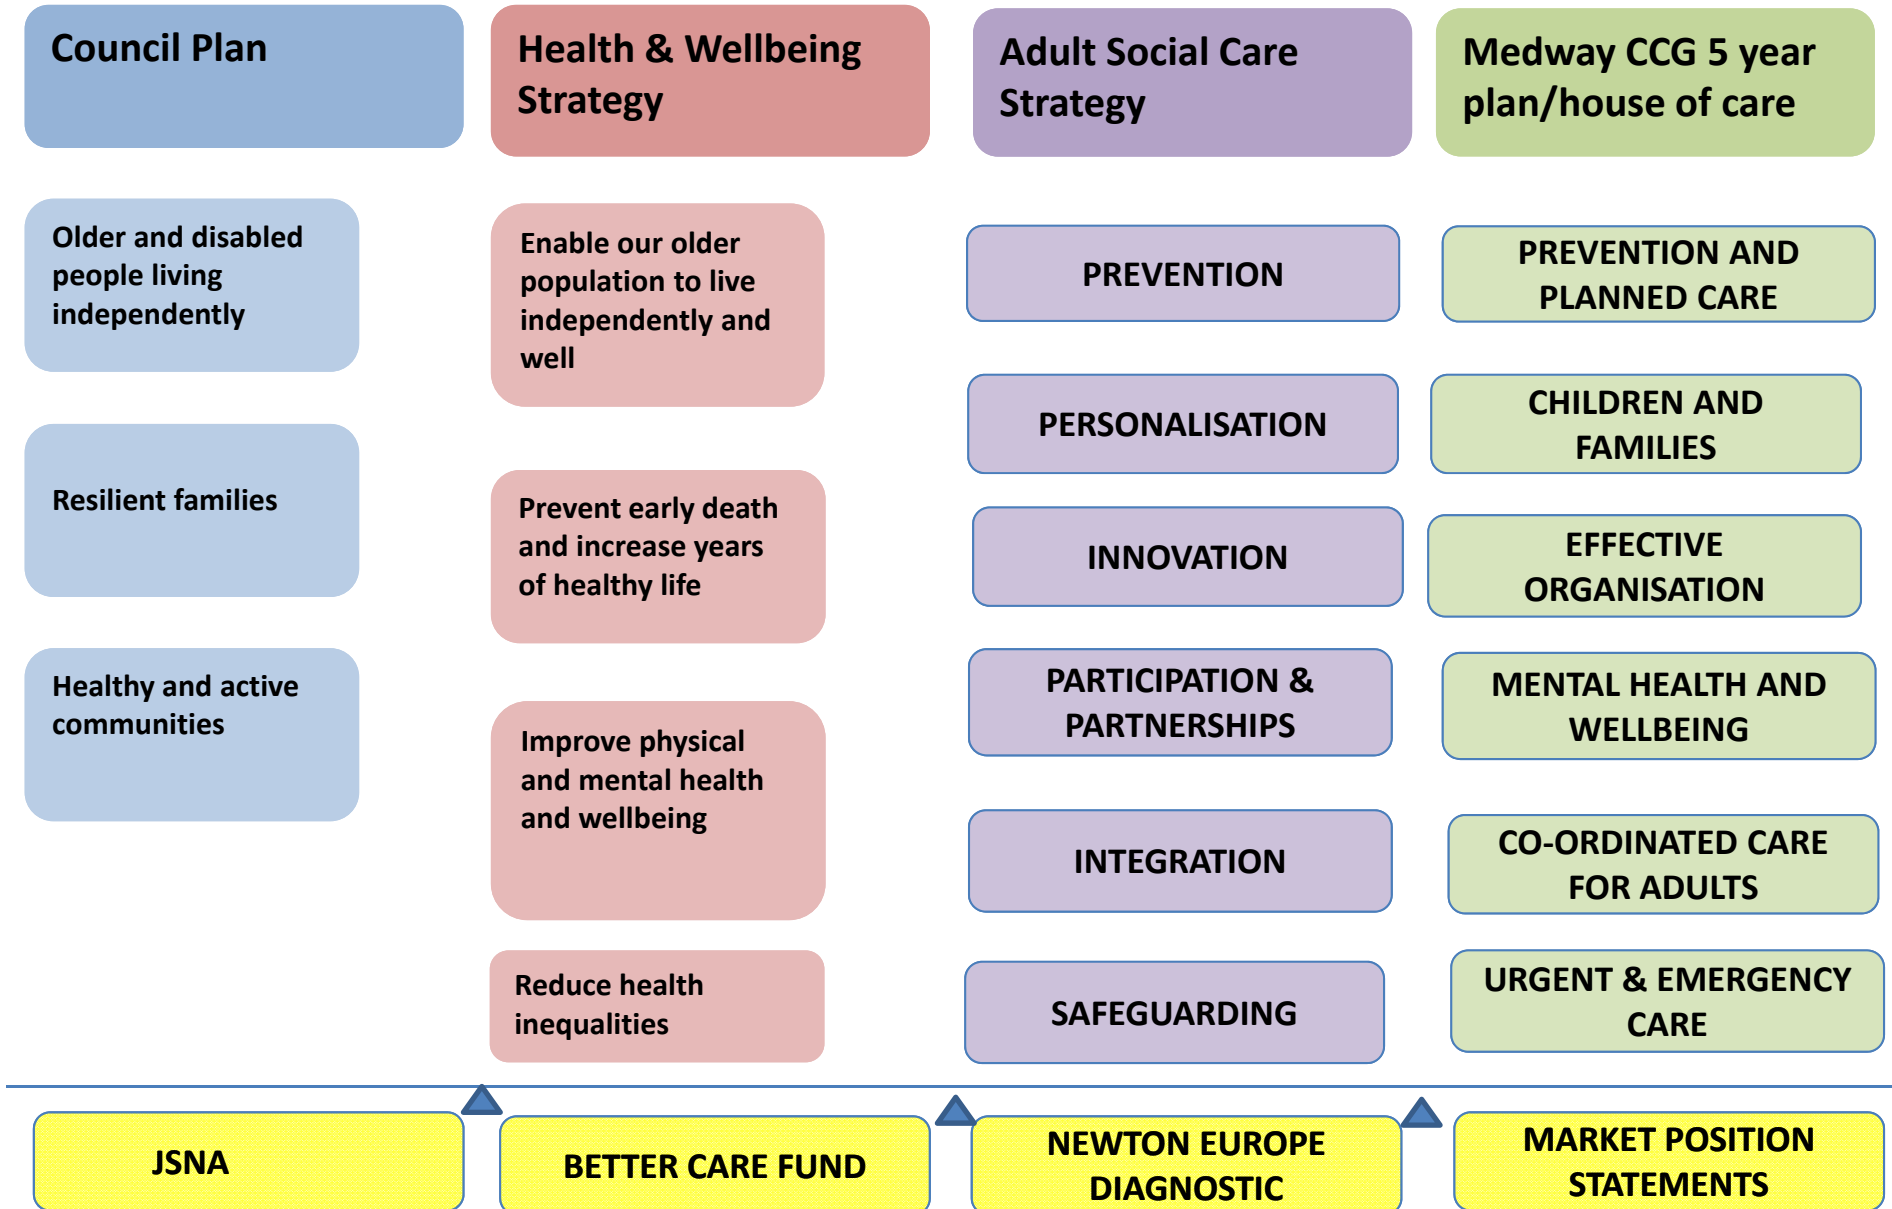 Council Plan
Health & Wellbeing
Strategy
Adult Social Care
Strategy
Medway CCG 5 year
plan/house of care
Older and disabled
people living
independently
Resilient families
Healthy and active
communities
Enable our older
population to live
independently and
well
Prevent early death
and increase years
of healthy life
Improve physical
and mental health
and wellbeing
Reduce health
inequalities
PREVENTION
PERSONALISATION
INNOVATION
PARTICIPATION &
PARTNERSHIPS
INTEGRATION
SAFEGUARDING
PREVENTION AND
PLANNED CARE
CHILDREN AND
FAMILIES
EFFECTIVE
ORGANISATION
MENTAL HEALTH AND
WELLBEING
CO-ORDINATED CARE
FOR ADULTS
URGENT & EMERGENCY
CARE
JSNA
BETTER CARE FUND
NEWTON EUROPE
DIAGNOSTIC
MARKET POSITION
STATEMENTS